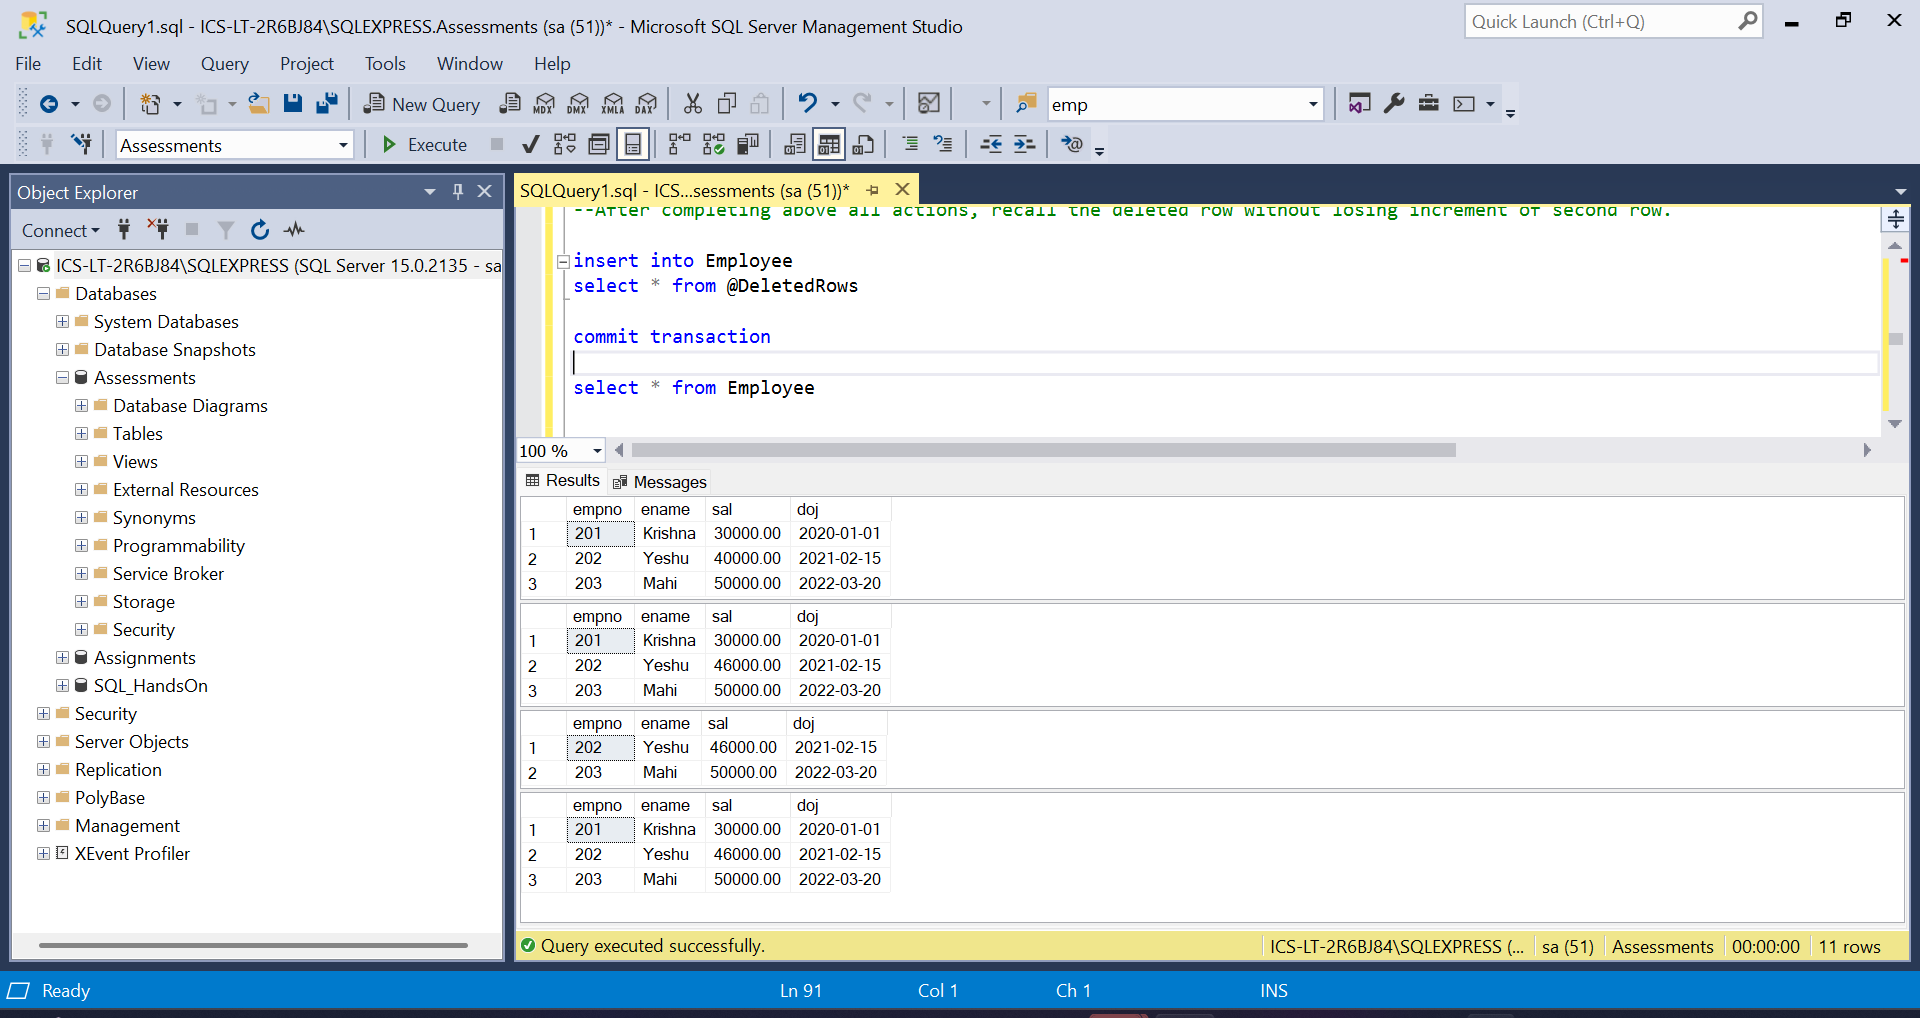 SQLQuery1.sql - ICS-LT-2R6BJ84\SQLEXPRESS.Assessments (sa (51))* - Microsoft SQL Server Management Studio
Quick Launch (Ctrl+Q)
File Edit View Query Project Tools Window Help
New Query MDX DMX XMLA DAX emp
Assessments Execute
Object Explorer
Connect
ICS-LT-2R6BJ84\SQLEXPRESS (SQL Server 15.0.2135 - sa
Databases
System Databases
Database Snapshots
Assessments
Database Diagrams
Tables
Views
External Resources
Synonyms
Programmability
Service Broker
Storage
Security
Assignments
SQL_HandsOn
Security
Server Objects
Replication
PolyBase
Management
XEvent Profiler
SQLQuery1.sql - ICS...sessments (sa (51))*
--After completing above all actions, recall the deleted row without losing increment of second row.
insert into Employee
select * from @DeletedRows
commit transaction
select * from Employee
100 %
Results Messages
empno ename sal doj
1 201 Krishna 30000.00 2020-01-01
2 202 Yeshu 40000.00 2021-02-15
3 203 Mahi 50000.00 2022-03-20
empno ename sal doj
1 201 Krishna 30000.00 2020-01-01
2 202 Yeshu 46000.00 2021-02-15
3 203 Mahi 50000.00 2022-03-20
empno ename sal doj
1 202 Yeshu 46000.00 2021-02-15
2 203 Mahi 50000.00 2022-03-20
empno ename sal doj
1 201 Krishna 30000.00 2020-01-01
2 202 Yeshu 46000.00 2021-02-15
3 203 Mahi 50000.00 2022-03-20
Query executed successfully. ICS-LT-2R6BJ84\SQLEXPRESS (... sa (51) Assessments 00:00:00 11 rows
Ready Ln 91 Col 1 Ch 1 INS